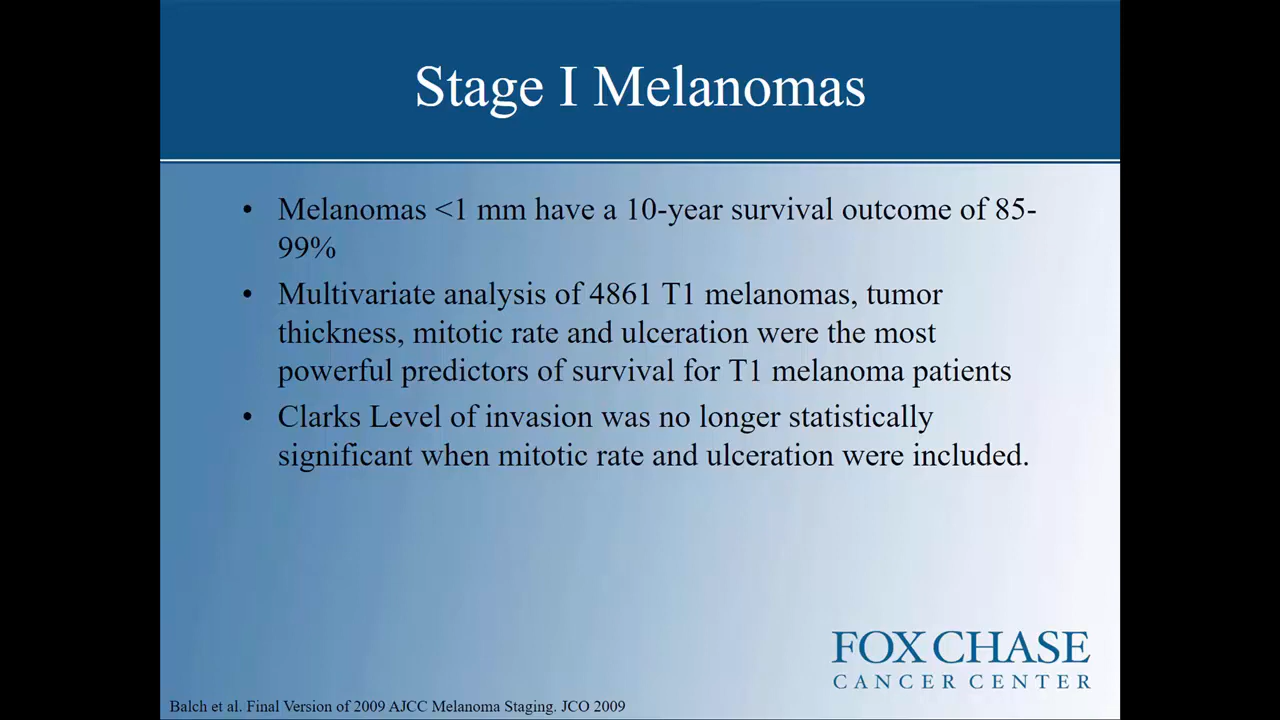 Stage I Melanomas
• Melanomas <1 mm have a 10-year survival outcome of 85-
99%
• Multivariate analysis of 4861 T1 melanomas, tumor
thickness, mitotic rate and ulceration were the most
powerful predictors of survival for T1 melanoma patients
• Clarks Level of invasion was no longer statistically
significant when mitotic rate and ulceration were included.
FOX CHASE
CANCER CENTER
Balch et al. Final Version of 2009 AJCC Melanoma Staging. JCO 2009